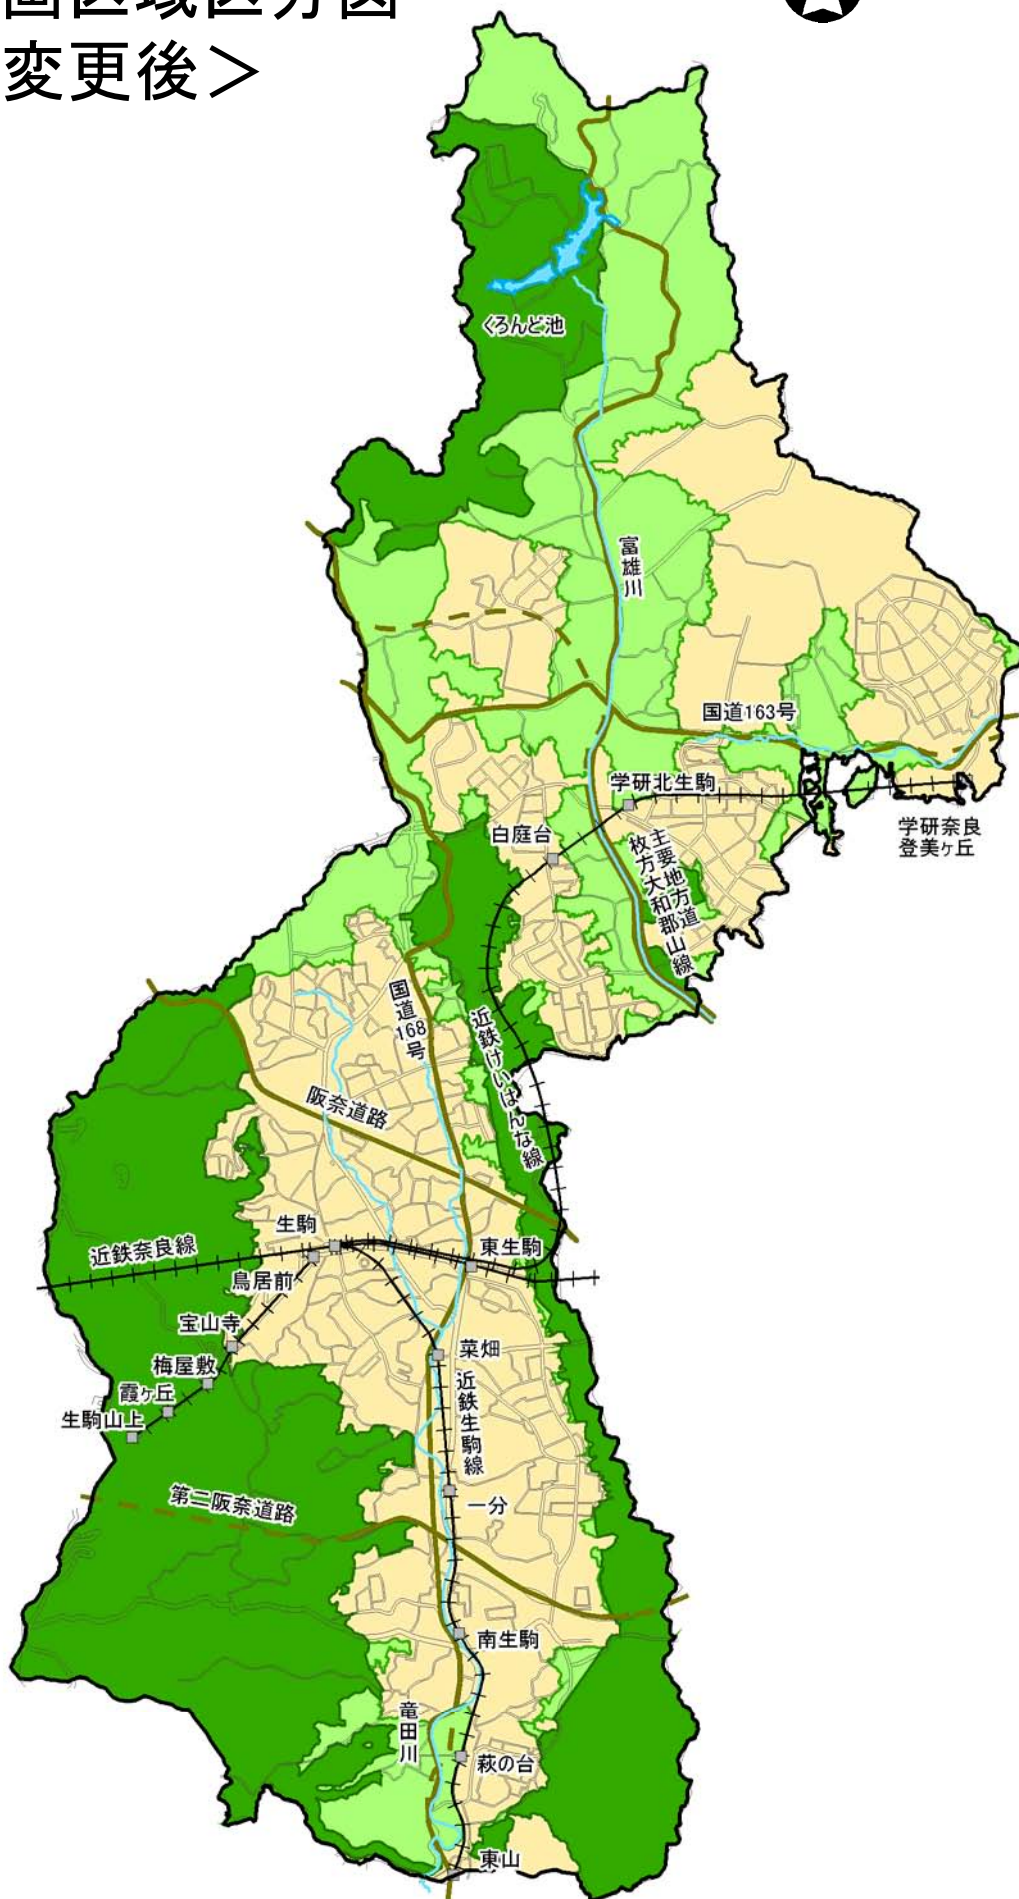 画区域区分図
変更後＞
くろんど池
富雄川
国道163号
学研北生駒
白庭台
学研奈良
登美ヶ丘
主要地方道
枚方大和郡山線
国道168号
近鉄けいはんな線
阪奈道路
生駒
東生駒
近鉄奈良線
鳥居前
宝山寺
菜畑
梅屋敷
霞ヶ丘
生駒山上
近鉄生駒線
一分
第二阪奈道路
南生駒
竜田川
萩の台
東山